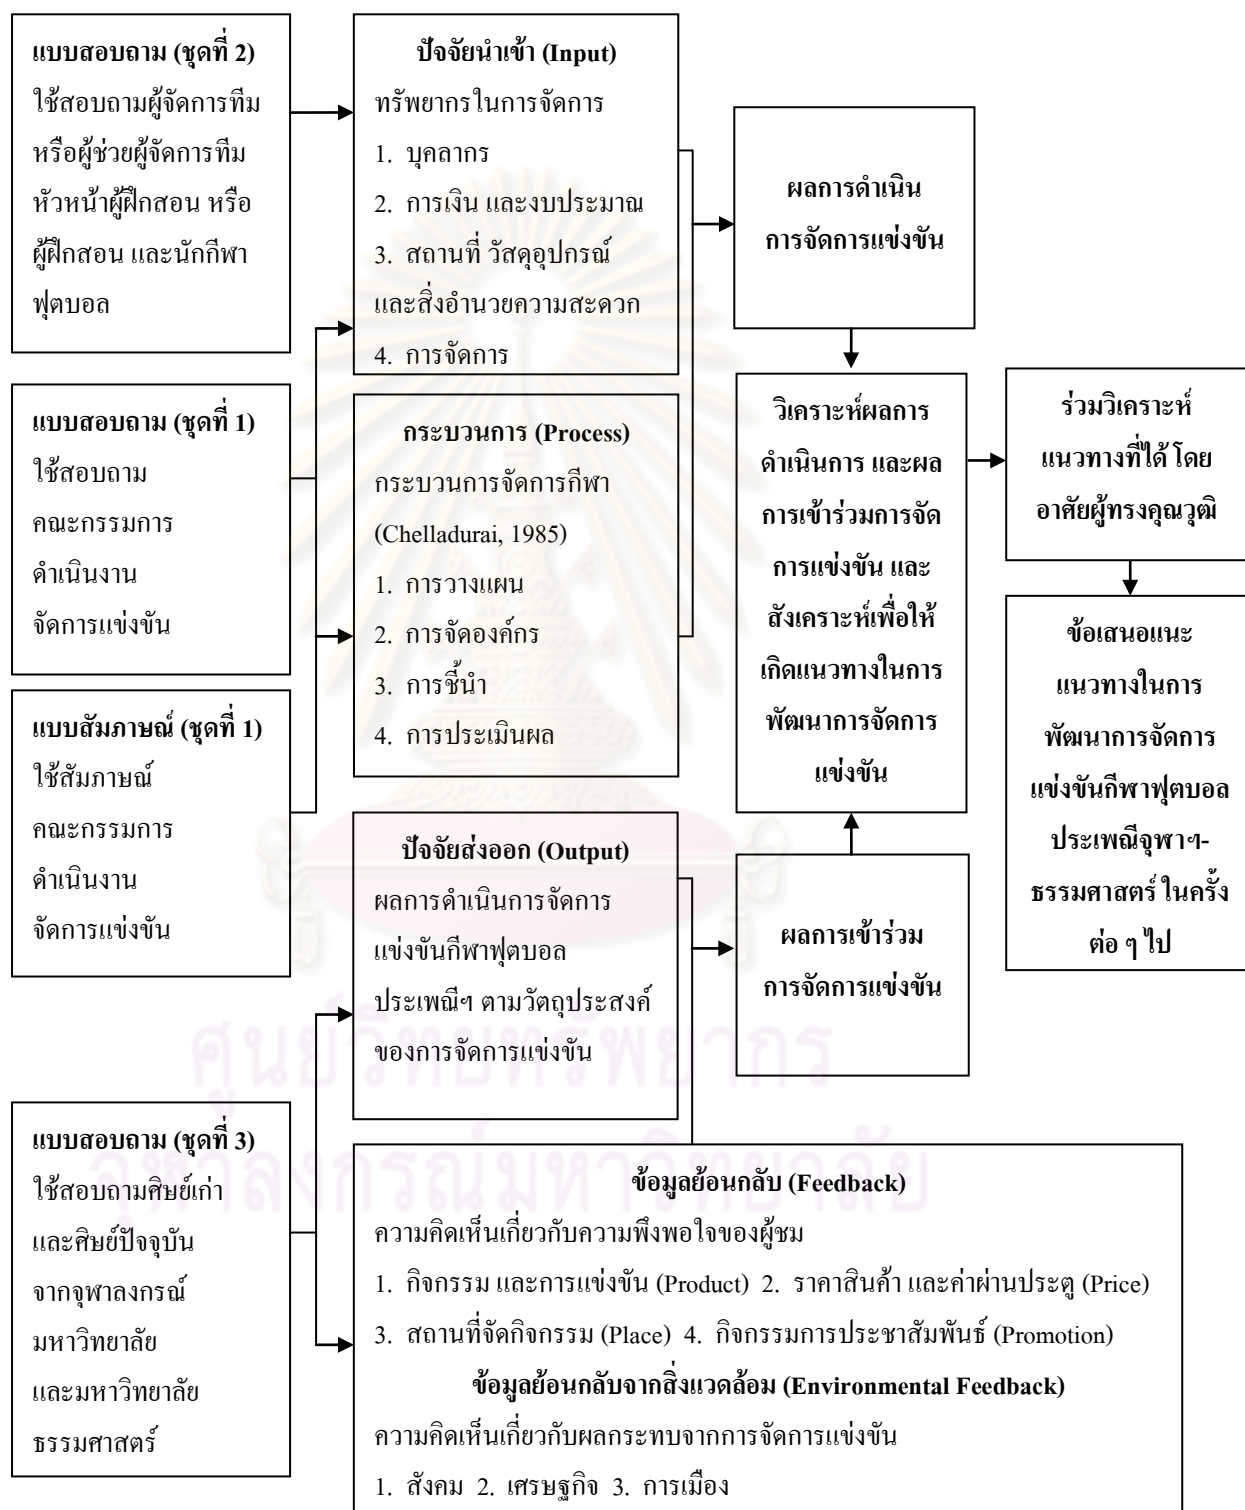 แบบสอบถาม (ชุดที่ 2)
ใช้สอบถามผู้จัดการทีม
หรือผู้ช่วยผู้จัดการทีม
หัวหน้าผู้ฝึกสอน หรือ
ผู้ฝึกสอน และนักกีฬา
ฟุตบอล
แบบสอบถาม (ชุดที่ 1)
ใช้สอบถาม
คณะกรรมการ
ดำเนินงาน
จัดการแข่งขัน
แบบสัมภาษณ์ (ชุดที่ 1)
ใช้สัมภาษณ์
คณะกรรมการ
ดำเนินงาน
จัดการแข่งขัน
แบบสอบถาม (ชุดที่ 3)
ใช้สอบถามศิษย์เก่า
และศิษย์ปัจจุบัน
จากจุฬาลงกรณ์
มหาวิทยาลัย
และมหาวิทยาลัย
ธรรมศาสตร์
ปัจจัยนำเข้า (Input)
ทรัพยากรในการจัดการ
1. บุคลากร
2. การเงิน และงบประมาณ
3. สถานที่ วัสดุอุปกรณ์
และสิ่งอำนวยความสะดวก
4. การจัดการ
กระบวนการ (Process)
กระบวนการจัดการกีฬา
(Chelladurai, 1985)
1. การวางแผน
2. การจัดองค์กร
3. การชี้นำ
4. การประเมินผล
ปัจจัยส่งออก (Output)
ผลการดำเนินการจัดการ
แข่งขันกีฬาฟุตบอล
ประเพณีฯ ตามวัตถุประสงค์
ของการจัดการแข่งขัน
ข้อมูลย้อนกลับ (Feedback)
ความคิดเห็นเกี่ยวกับความพึงพอใจของผู้ชม
1. กิจกรรม และการแข่งขัน (Product) 2. ราคาสินค้า และค่าผ่านประตู (Price)
3. สถานที่จัดกิจกรรม (Place) 4. กิจกรรมการประชาสัมพันธ์ (Promotion)
ข้อมูลย้อนกลับจากสิ่งแวดล้อม (Environmental Feedback)
ความคิดเห็นเกี่ยวกับผลกระทบจากการจัดการแข่งขัน
1. สังคม 2. เศรษฐกิจ 3. การเมือง
ผลการดำเนิน
การจัดการแข่งขัน
วิเคราะห์ผลการ
ดำเนินการ และผล
การเข้าร่วมการจัด
การแข่งขัน และ
สังเคราะห์เพื่อให้
เกิดแนวทางในการ
พัฒนาการจัดการ
แข่งขัน
ผลการเข้าร่วม
การจัดการแข่งขัน
ร่วมวิเคราะห์
แนวทางที่ได้ โดย
อาศัยผู้ทรงคุณวุฒิ
ข้อเสนอแนะ
แนวทางในการ
พัฒนาการจัดการ
แข่งขันกีฬาฟุตบอล
ประเพณีจุฬาฯ-
ธรรมศาสตร์ ในครั้ง
ต่อ ๆ ไป
ศูนย์วิทยทรัพยากร
จุฬาลงกรณ์มหาวิทยาลัย